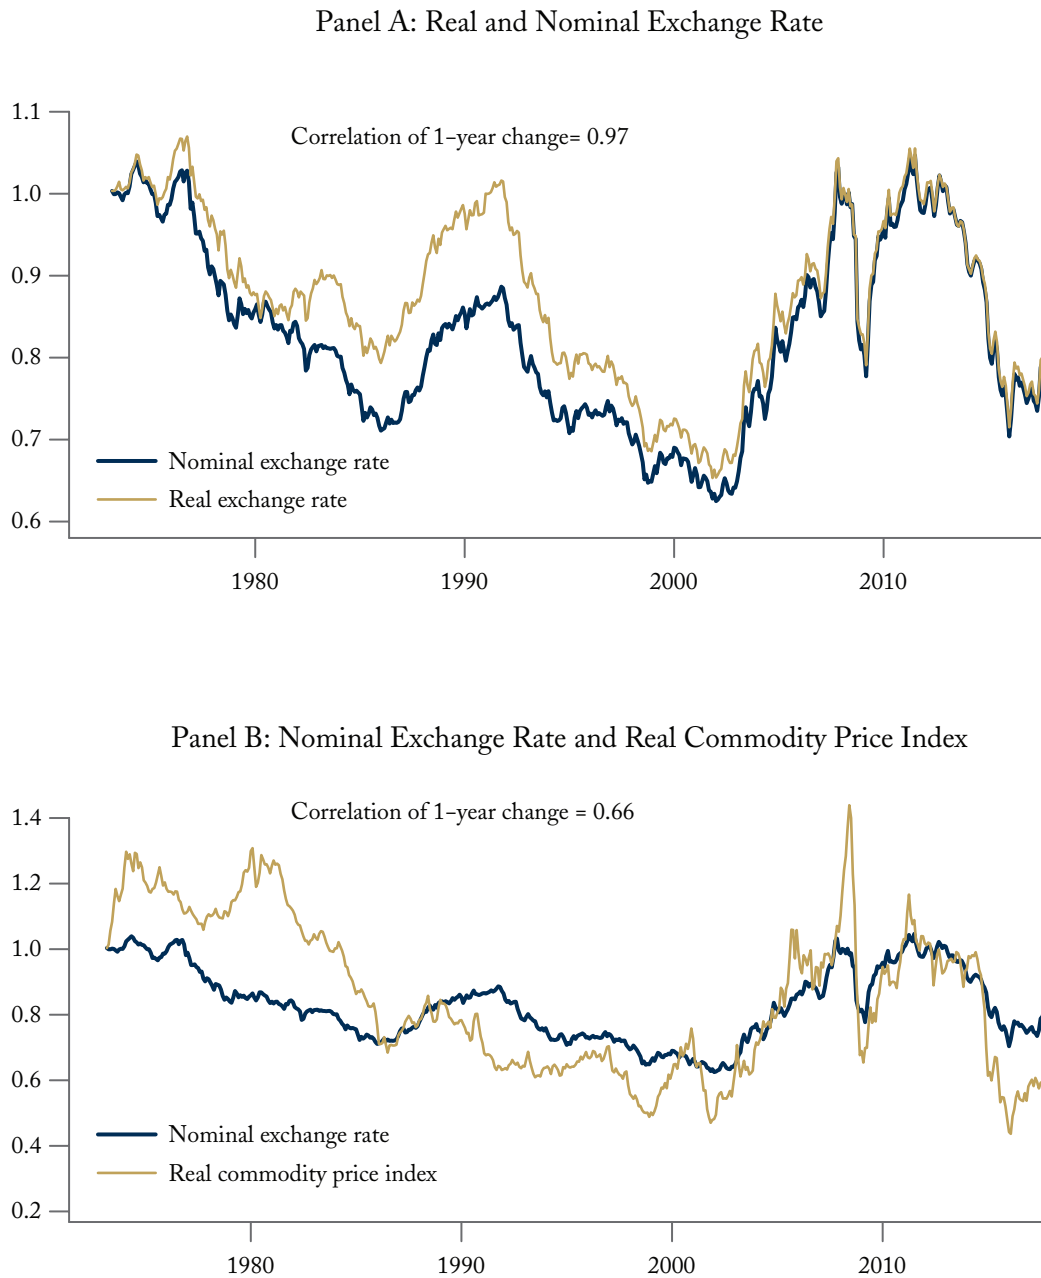 Panel A: Real and Nominal Exchange Rate
1.1
Correlation of 1–year change= 0.97
1.0
0.9
0.8
0.7
Nominal exchange rate
Real exchange rate
0.6
1980 1990 2000 2010
Panel B: Nominal Exchange Rate and Real Commodity Price Index
Correlation of 1–year change = 0.66
1.4
1.2
1.0
0.8
0.6
Nominal exchange rate
0.4
Real commodity price index
0.2
1980 1990 2000 2010